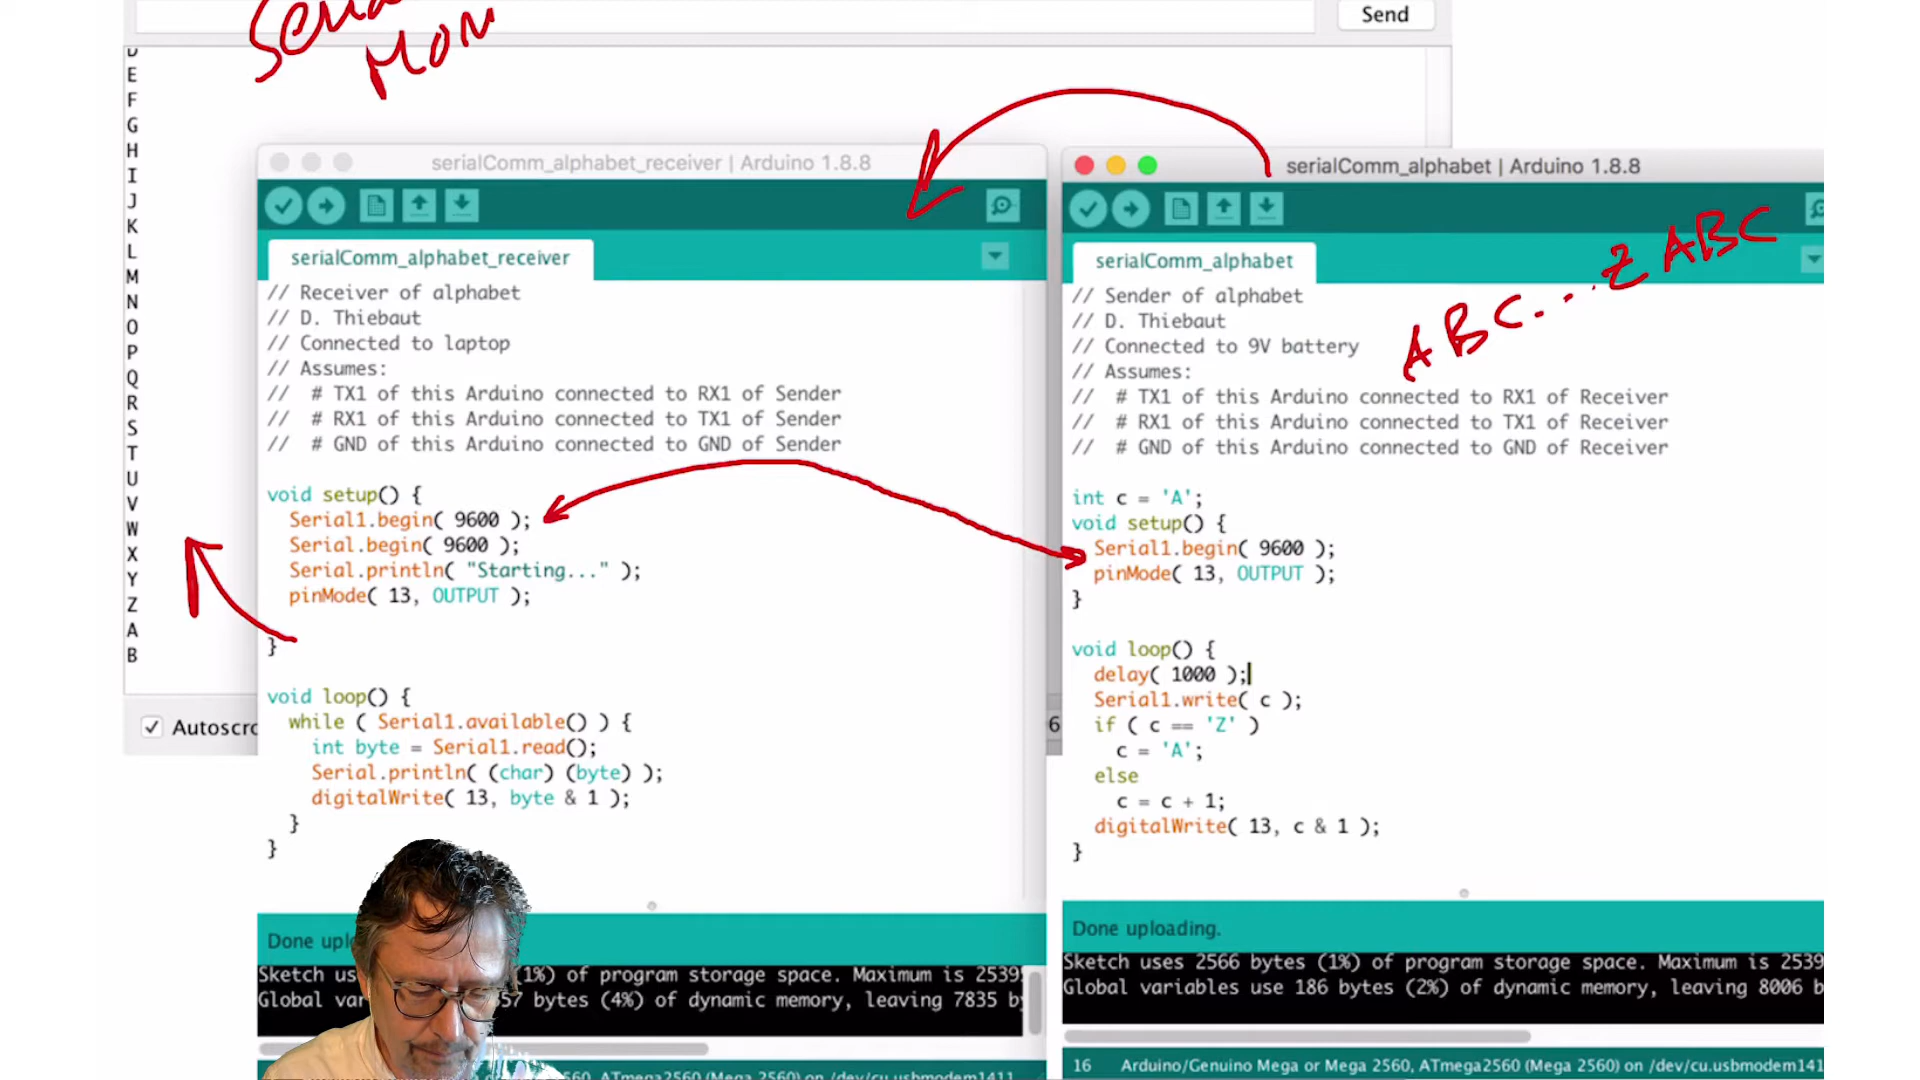 Serial
MON
Send
D
E
F
G
H
I
J
K
L
M
N
O
P
Q
R
S
T
U
V
W
X
Y
Z
A
B
Autoscro
6
serialComm_alphabet_receiver | Arduino 1.8.8
serialComm_alphabet_receiver
// Receiver of alphabet
// D. Thiebaut
// Connected to laptop
// Assumes:
//  # TX1 of this Arduino connected to RX1 of Sender
//  # RX1 of this Arduino connected to TX1 of Sender
//  # GND of this Arduino connected to GND of Sender
void setup() {
  Serial1.begin( 9600 );
  Serial.begin( 9600 );
  Serial.println( "Starting..." );
  pinMode( 13, OUTPUT );
}
void loop() {
  while ( Serial1.available() ) {
    int byte = Serial1.read();
    Serial.println( (char) (byte) );
    digitalWrite( 13, byte & 1 );
  }
}
Done uplo
Sketch us (1%) of program storage space. Maximum is 2539
Global var 57 bytes (4%) of dynamic memory, leaving 7835 b
560, ATmega2560 (Mega 2560) on /dev/cu.usbmodem1411
serialComm_alphabet | Arduino 1.8.8
serialComm_alphabet
ABC...Z ABC
// Sender of alphabet
// D. Thiebaut
// Connected to 9V battery
// Assumes:
//  # TX1 of this Arduino connected to RX1 of Receiver
//  # RX1 of this Arduino connected to TX1 of Receiver
//  # GND of this Arduino connected to GND of Receiver
int c = 'A';
void setup() {
  Serial1.begin( 9600 );
  pinMode( 13, OUTPUT );
}
void loop() {
  delay( 1000 );
  Serial1.write( c );
  if ( c == 'Z' )
    c = 'A';
  else
    c = c + 1;
  digitalWrite( 13, c & 1 );
}
Done uploading.
Sketch uses 2566 bytes (1%) of program storage space. Maximum is 2539
Global variables use 186 bytes (2%) of dynamic memory, leaving 8006 b
16 Arduino/Genuino Mega or Mega 2560, ATmega2560 (Mega 2560) on /dev/cu.usbmodem141